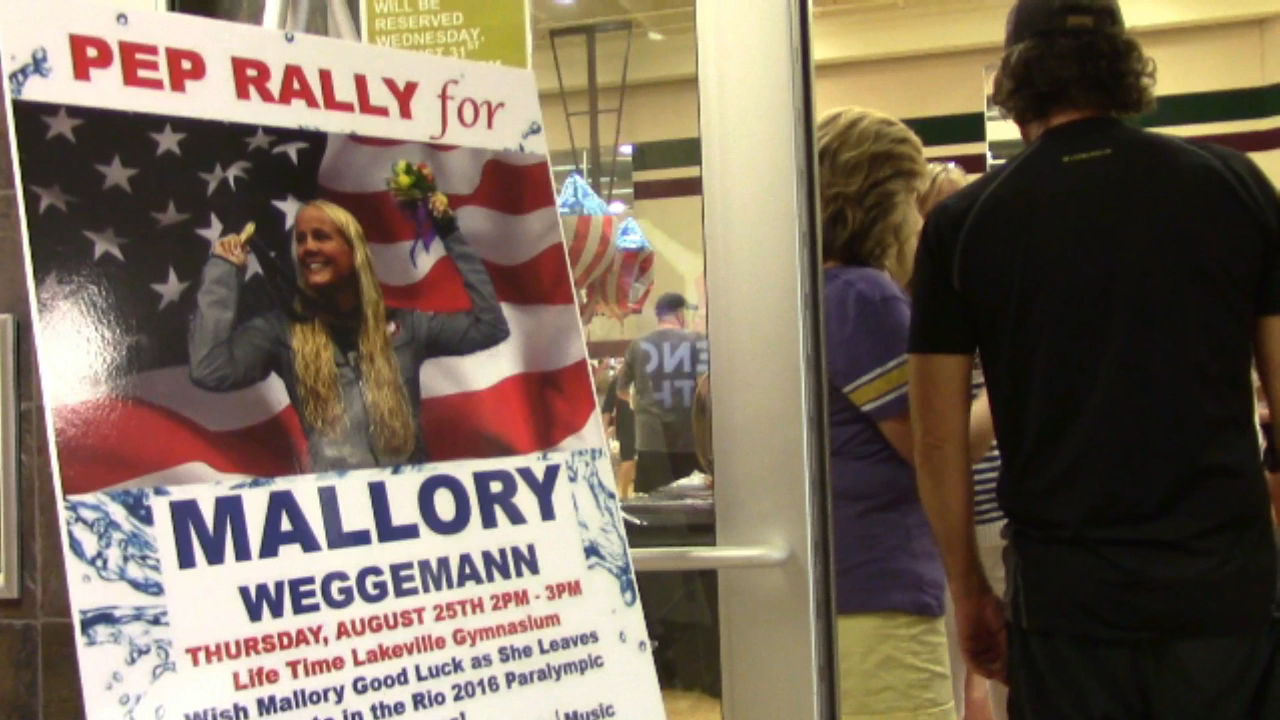 WILL BE
RESERVED
WEDNESDAY,
31ST
PEP RALLY for
MALLORY
WEGGEMANN
THURSDAY, AUGUST 25TH 2PM - 3PM
Life Time Lakeville Gymnasium
Wish Mallory Good Luck as She Leaves
in the Rio 2016 Paralympic
Music